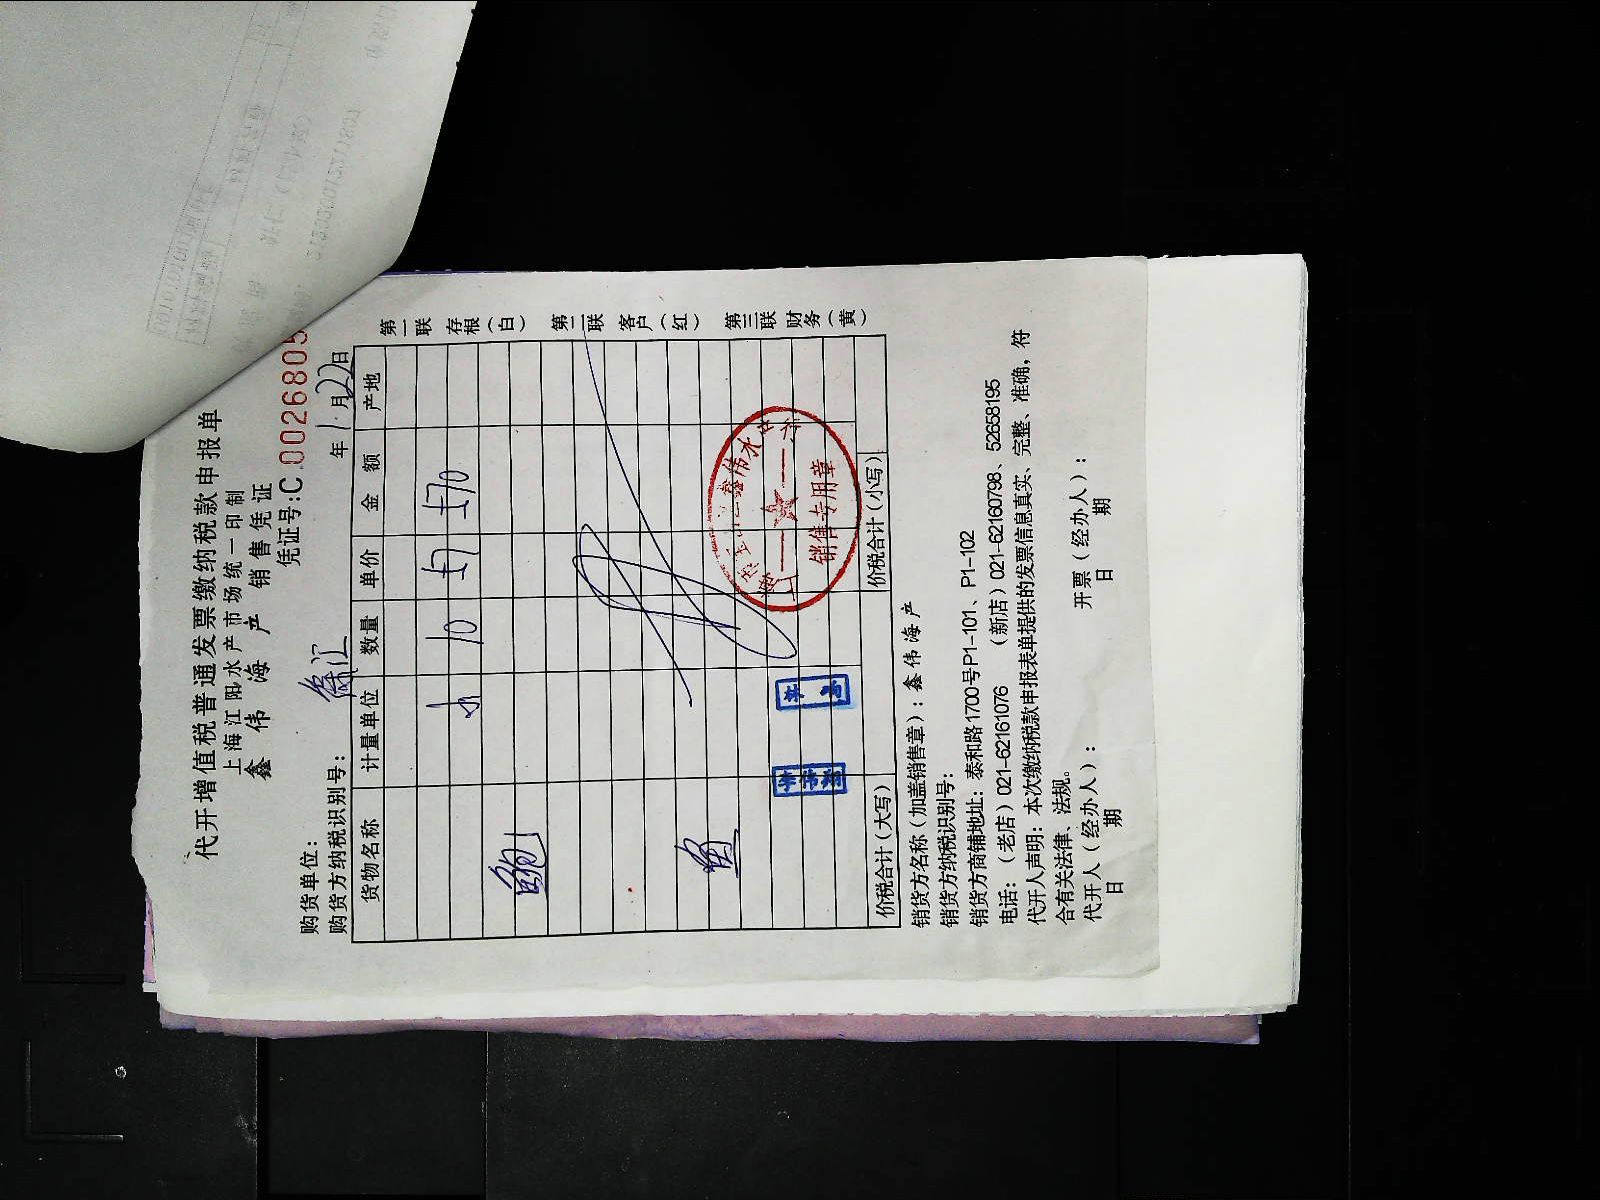 代开增值税普通发票缴纳税款申报单
上海江阳水产市场统一印制
鑫伟海产 销售凭证
凭证号:C.0026805
购货单位:
购货方纳税识别号: 年 1 月 22 日
货物名称 计量单位 数量 单价 金额 产地
10 57 570
鲍
鱼
价税合计(大写) 价税合计(小写)
第一联 存根(白)
第二联 客户(红)
第三联 财务(黄)
鑫伟水
销售专用章
销货方名称(加盖销售章):鑫伟海产
销货方纳税识别号:
销货方商铺地址: 泰和路1700号P1-101、P1-102
电话:(老店)021-62161076 (新店)021-62160798、52658195
代开人声明: 本次缴纳税款申报表单提供的发票信息真实、完整、准确, 符
合有关法律、法规。
代开人(经办人): 开票(经办人):
日 期 日 期